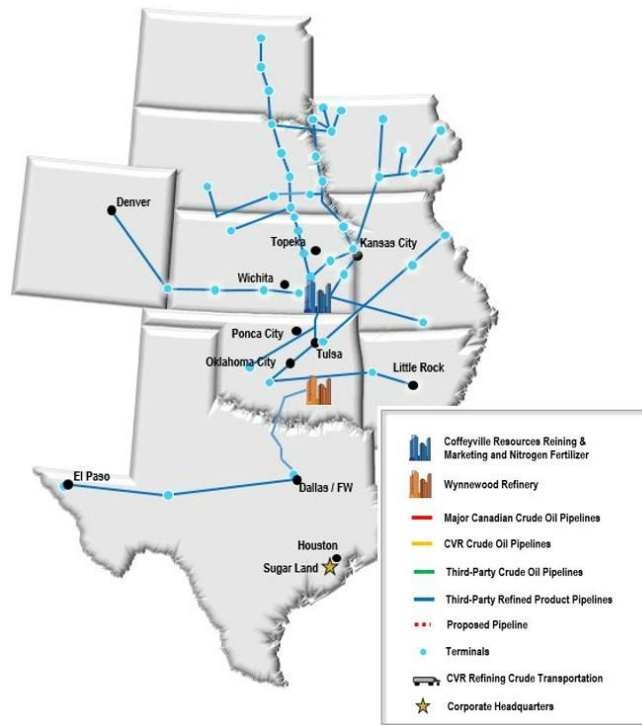 Denver
Topeka
Kansas City
Wichita
Ponca City
Tulsa
Oklahoma City
Little Rock
El Paso
Dallas / FW
Houston
Sugar Land
Coffeyville Resources Reining &
Marketing and Nitrogen Fertilizer
Wynnewood Refinery
Major Canadian Crude Oil Pipelines
CVR Crude Oil Pipelines
Third-Party Crude Oil Pipelines
Third-Party Refined Product Pipelines
Proposed Pipeline
Terminals
CVR Refining Crude Transportation
Corporate Headquarters